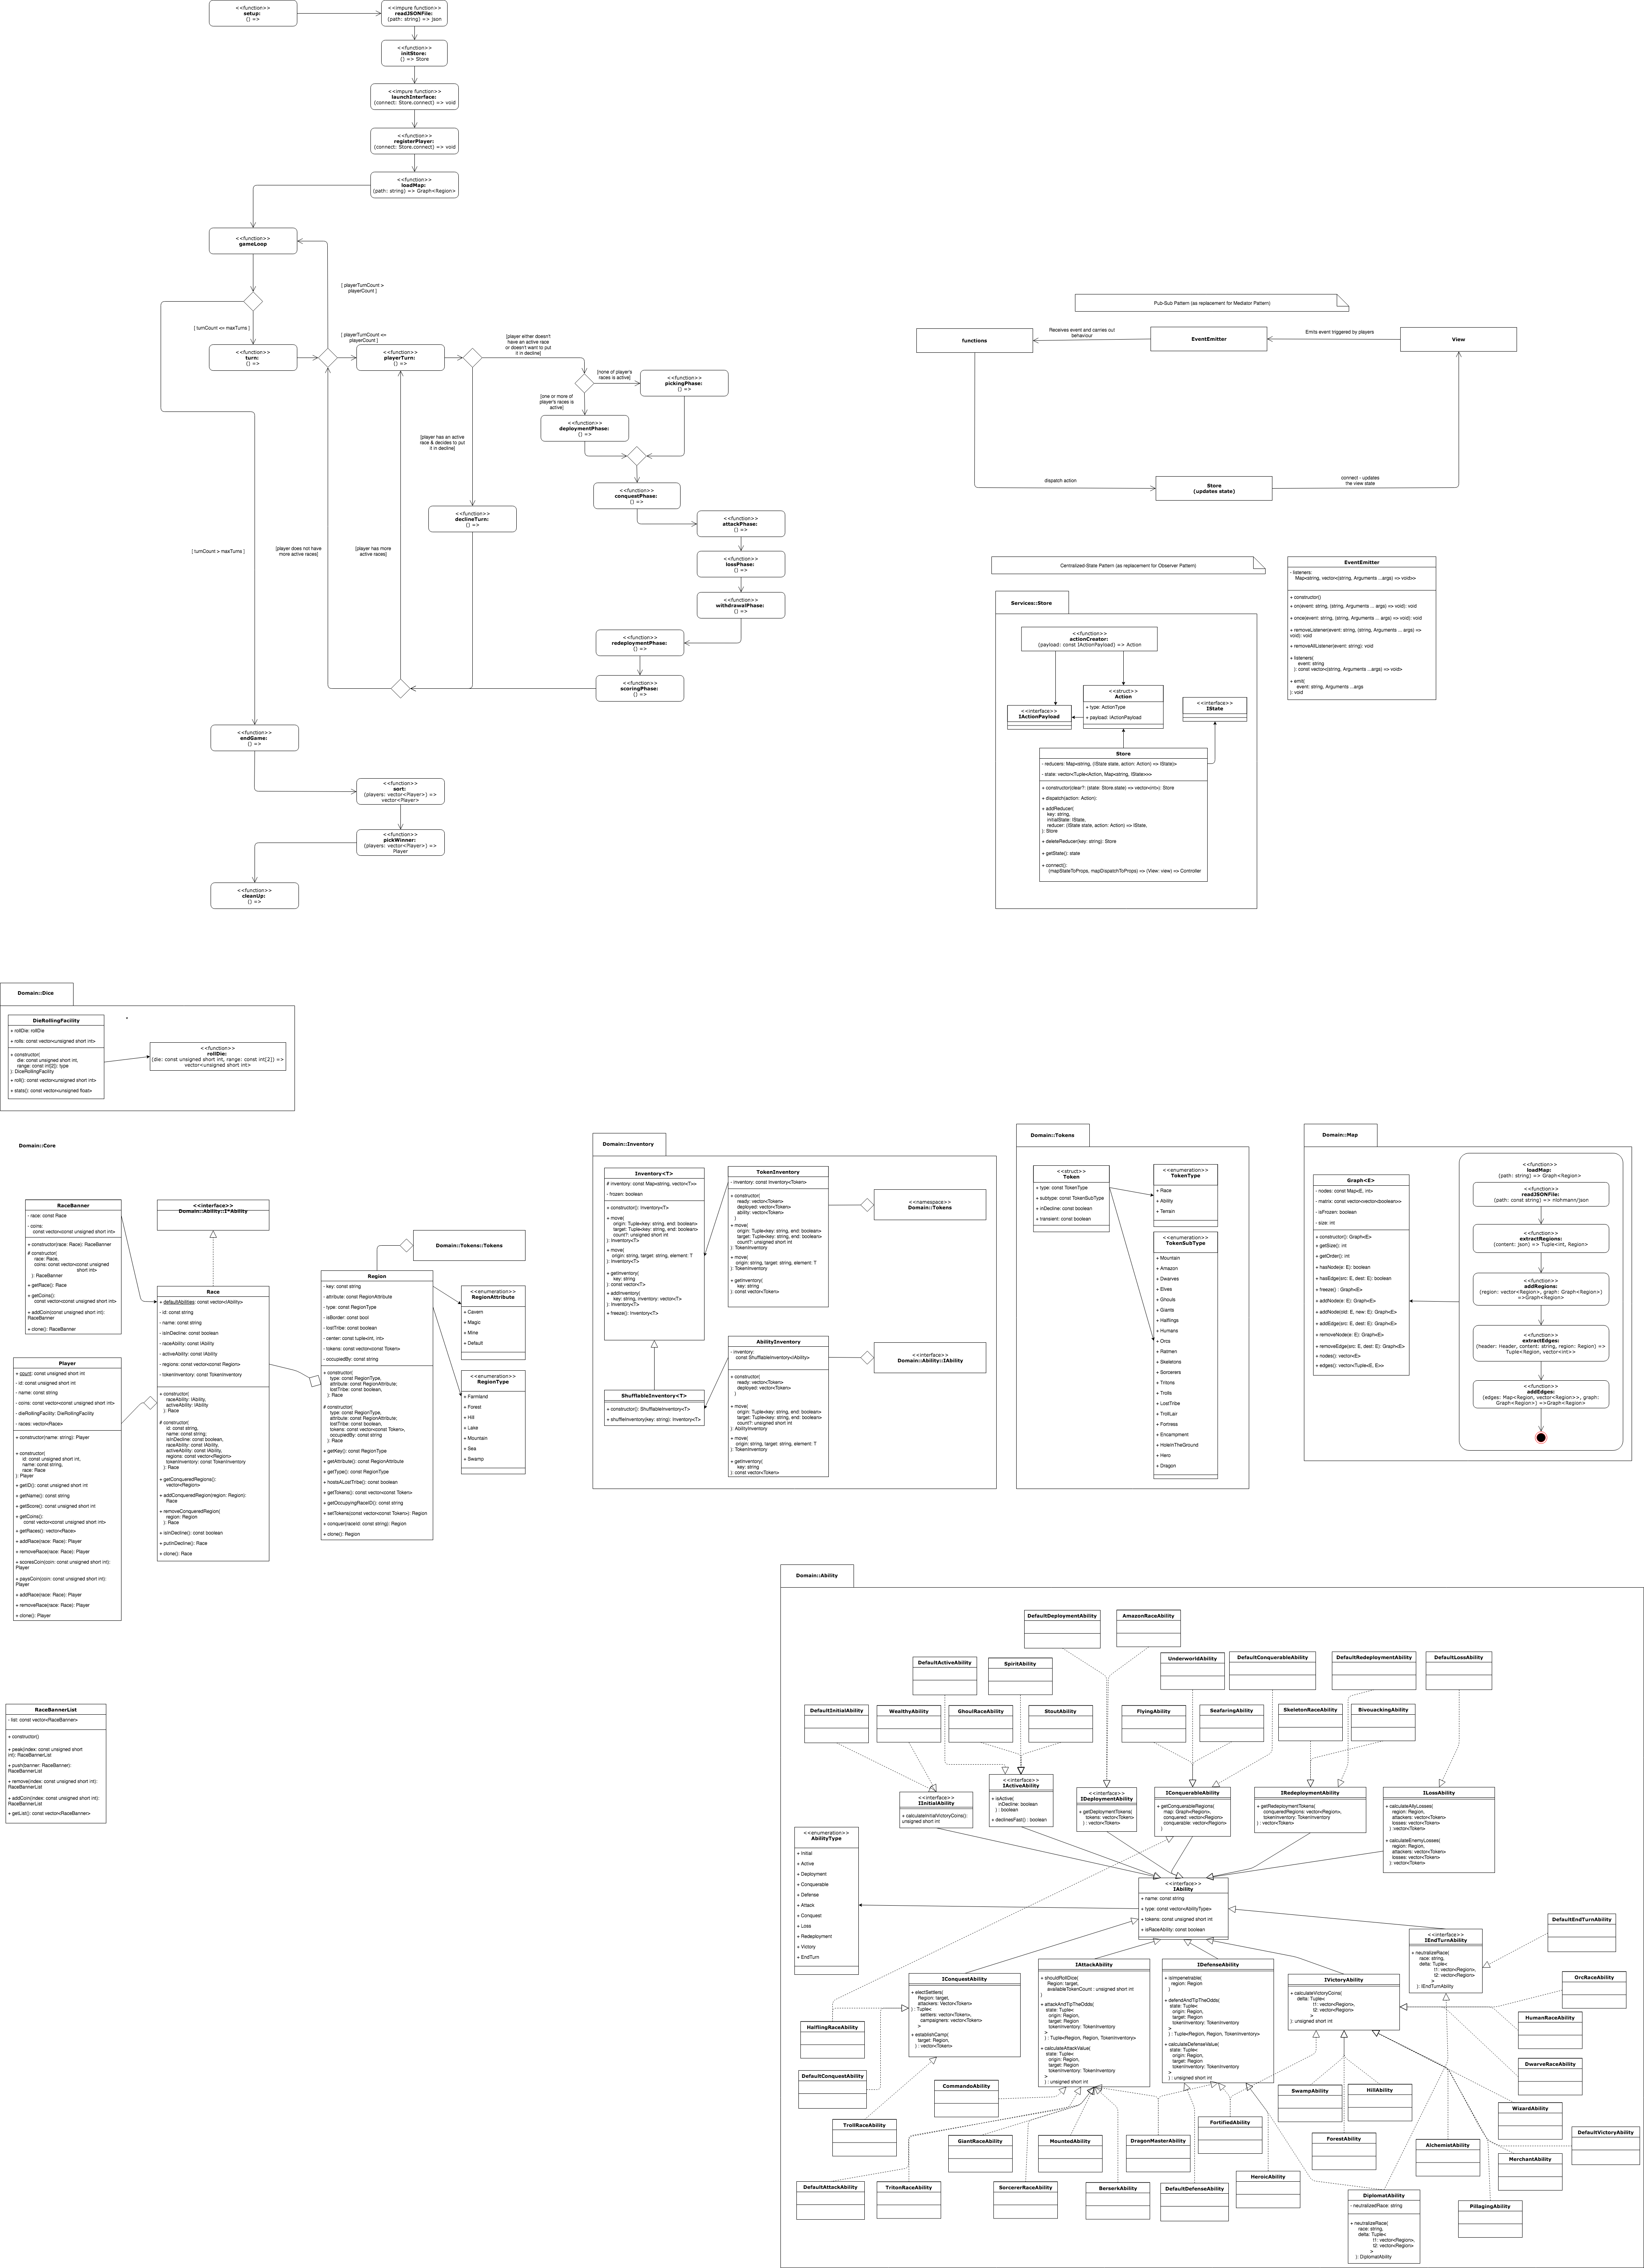 <<function>>
setup:
() =>
<<impure function>>
readJSONFile:
(path: string) => json
<<function>>
initStore:
() => Store
<<impure function>>
launchInterface:
(connect: Store.connect) => void
<<function>>
registerPlayer:
(connect: Store.connect) => void
<<function>>
loadMap:
(path: string) => Graph<Region>
<<function>>
gameLoop
[ playerTurnCount >
playerCount ]
[ turnCount <= maxTurns ]
<<function>>
turn:
() =>
[ playerTurnCount <=
playerCount ]
<<function>>
playerTurn:
() =>
[player either doesn't
have an active race
or doesn't want to put
it in decline]
[none of player's
races is active]
<<function>>
pickingPhase:
() =>
[one or more of
player's races is
active]
<<function>>
deploymentPhase:
() =>
[player has an active
race & decides to put
it in decline]
<<function>>
conquestPhase:
() =>
<<function>>
declineTurn:
() =>
<<function>>
attackPhase:
() =>
[ turnCount > maxTurns ]
[player does not have
more active races]
[player has more
active races]
<<function>>
lossPhase:
() =>
<<function>>
withdrawalPhase:
() =>
<<function>>
redeploymentPhase:
() =>
<<function>>
scoringPhase:
() =>
<<function>>
endGame:
() =>
<<function>>
sort:
(players: vector<Player>) =>
vector<Player>
<<function>>
pickWinner:
(players: vector<Player>) =>
Player
<<function>>
cleanUp:
() =>
Pub-Sub Pattern (as replacement for Mediator Pattern)
functions
Receives event and carries out
behaviour
EventEmitter
Emits event triggered by players
View
dispatch action
Store
(updates state)
connect - updates
the view state
Centralized-State Pattern (as replacement for Observer Pattern)
Services::Store
<<function>>
actionCreator:
(payload: const IActionPayload) => Action
<<struct>>
Action
+ type: ActionType
+ payload: IActionPayload
<<interface>>
IActionPayload
<<interface>>
IState
Store
- reducers: Map<string, (IState state, action: Action) => IState)>
- state: vector<Tuple<Action, Map<string, IState>>>
+ constructor(clear?: (state: Store.state) => vector<int>): Store
+ dispatch(action: Action):
+ addReducer(
key: string,
initialState: IState,
reducer: (IState state, action: Action) => IState,
): Store
+ deleteReducer(key: string): Store
+ getState(): state
+ connect():
(mapStateToProps, mapDispatchToProps) => (View: view) => Controller
EventEmitter
- listeners:
Map<string, vector<(string, Arguments ...args) => void>>
+ constructor()
+ on(event: string, (string, Arguments ... args) => void): void
+ once(event: string, (string, Arguments ... args) => void): void
+ removeListener(event: string, (string, Arguments ... args) =>
void): void
+ removeAllListener(event: string): void
+ listeners(
event: string
): const vector<(string, Arguments ...args) => void>
+ emit(
event: string, Arguments ...args
): void
Domain::Dice
DieRollingFacility
+ rollDie: rollDie
+ rolls: const vector<unsigned short int>
+ constructor(
die: const unsigned short int,
range: const int[2]): type
): DiceRollingFacility
+ roll(): const vector<unsigned short int>
+ stats(): const vector<unsigned float>
*
<<function>>
rollDie:
(die: const unsigned short int, range: const int[2]) =>
vector<unsigned short int>
Domain::Core
RaceBanner
- race: const Race
- coins:
const vector<const unsigned short int>
+ constructor(race: Race): RaceBanner
# constructor(
race: Race,
coins: const vector<const unsigned
short int>
): RaceBanner
+ getRace(): Race
+ getCoins():
const vector<const unsigned short int>
+ addCoin(const unsigned short int):
RaceBanner
+ clone(): RaceBanner
<<interface>>
Domain::Ability::I*Ability
Race
+ defaultAbilities: const vector<IAbility>
- id: const string
- name: const string
- isInDecline: const boolean
- raceAbility: const IAbility
- activeAbility: const IAbility
- regions: const vector<const Region>
- tokenInventory: const TokenInventory
+ constructor(
raceAbility: IAbility,
activeAbility: IAbility
): Race
# constructor(
id: const string,
name: const string;
isInDecline: const boolean,
raceAbility: const IAbility,
activeAbility: const IAbility,
regions: const vector<const Region>
tokenInventory: const TokenInventory
): Race
+ getConqueredRegions():
vector<Region>
+ addConqueredRegion(region: Region):
Race
+ removeConqueredRegion(
region: Region
): Race
+ isInDecline: const boolean
+ putInDecline(): Race
+ clone(): Race
Player
+ count: const unsigned short int
- id: const unsigned short int
- name: const string
- coins: const vector<const unsigned short int>
- dieRollingFacility: DieRollingFacility
- races: vector<Race>
+ constructor(name: string): Player
+ constructor(
id: const unsigned short int,
name: const string,
race: Race
): Player
+ getID(): const unsigned short int
+ getName(): const string
+ getScore(): const unsigned short int
+ getCoins():
const vector<const unsigned short int>
+ getRaces(): vector<Race>
+ addRace(race: Race): Player
+ removeRace(race: Race): Player
+ scoresCoin(coin: const unsigned short int):
Player
+ paysCoin(coin: const unsigned short int):
Player
+ addRace(race: Race): Player
+ removeRace(race: Race): Player
+ clone(): Player
Domain::Tokens::Tokens
Region
- key: const string
- attribute: const RegionAttribute
- type: const RegionType
- isBorder: const bool
- lostTribe: const boolean
- center: const tuple<int, int>
- tokens: const vector<const Token>
- occupiedBy: const string
+ constructor(
type: const RegionType,
attribute: const RegionAttribute;
lostTribe: const boolean,
): Race
# constructor(
type: const RegionType,
attribute: const RegionAttribute;
lostTribe: const boolean,
tokens: const vector<const Token>,
occupiedBy: const string
): Race
+ getKey(): const RegionType
+ getAttribute(): const RegionAttribute
+ getType(): const RegionType
+ hostsALostTribe(): const boolean
+ getTokens(): const vector<const Token>
+ getOccupyingRaceID(): const string
+ setTokens(const vector<const Token>): Region
+ conquer(raceId: const string): Region
+ clone(): Region
<<enumeration>>
RegionAttribute
+ Cavern
+ Magic
+ Mine
+ Default
<<enumeration>>
RegionType
+ Farmland
+ Forest
+ Hill
+ Lake
+ Mountain
+ Sea
+ Swamp
RaceBannerList
- list: const vector<RaceBanner>
+ constructor()
+ peak(index: const unsigned short
int): RaceBannerList
+ push(banner: RaceBanner):
RaceBannerList
+ remove(index: const unsigned short int):
RaceBannerList
+ addCoin(index: const unsigned short int):
RaceBannerList
+ getList(): const vector<RaceBanner>
Domain::Inventory
Inventory<T>
# inventory: const Map<string, vector<T>>
- frozen: boolean
+ constructor(): Inventory<T>
+ move(
origin: Tuple<key: string, end: boolean>
target: Tuple<key: string, end: boolean>
count?: unsigned short int
): Inventory<T>
+ move(
origin: string, target: string, element: T
): Inventory<T>
+ getInventory(
key: string
): const vector<T>
+ addInventory(
key: string, inventory: vector<T>
): Inventory<T>
+ freeze(): Inventory<T>
ShufflableInventory<T>
+ constructor(): ShufflableInventory<T>
+ shuffleInventory(key: string): Inventory<T>
TokenInventory
- inventory: const Inventory<Token>
+ constructor(
ready: vector<Token>
deployed: vector<Token>
ability: vector<Token>
)
+ move(
origin: Tuple<key: string, end: boolean>
target: Tuple<key: string, end: boolean>
count?: unsigned short int
): TokenInventory
+ move(
origin: string, target: string, element: T
): TokenInventory
+ getInventory(
key: string
): const vector<Token>
AbilityInventory
- inventory:
const ShufflableInventory<IAbility>
+ constructor(
ready: vector<Token>
deployed: vector<Token>
)
+ move(
origin: Tuple<key: string, end: boolean>
target: Tuple<key: string, end: boolean>
count?: unsigned short int
): AbilityInventory
+ move(
origin: string, target: string, element: T
): TokenInventory
+ getInventory(
key: string
): const vector<Token>
<<namespace>>
Domain::Tokens
<<interface>>
Domain::Ability::IAbility
Domain::Tokens
<<struct>>
Token
+ type: const TokenType
+ subtype: const TokenSubType
+ inDecline: const boolean
+ transient: const boolean
<<enumeration>>
TokenType
+ Race
+ Ability
+ Terrain
<<enumeration>>
TokenSubType
+ Mountain
+ Amazon
+ Dwarves
+ Elves
+ Ghouls
+ Giants
+ Halflings
+ Humans
+ Orcs
+ Ratmen
+ Skeletons
+ Sorcerers
+ Tritons
+ Trolls
+ LostTribe
+ TrollLair
+ Fortress
+ Encampment
+ HoleInTheGround
+ Hero
+ Dragon
Domain::Map
Graph<E>
- nodes: const Map<E, int>
- matrix: const vector<vector<boolean>>
- isFrozen: boolean
- size: int
+ constructor(): Graph<E>
+ getSize(): int
+ getOrder(): int
+ hasNode(e: E): boolean
+ hasEdge(src: E, dest: E): boolean
+ freeze() : Graph<E>
+ addNode(e: E): Graph<E>
+ addNode(old: E, new: E): Graph<E>
+ addEdge(src: E, dest: E): Graph<E>
+ removeNode(e: E): Graph<E>
+ removeEdge(src: E, dest: E): Graph<E>
+ nodes(): vector<E>
+ edges(): vector<Tuple<E, E>>
<<function>>
loadMap:
(path: string) => Graph<Region>
<<function>>
readJSONFile:
(path: const string) => nlohmann/json
<<function>>
extractRegions:
(content: json) => Tuple<int, Region>
<<function>>
addRegions:
(region: vector<Region>, graph: Graph<Region>)
=>Graph<Region>
<<function>>
extractEdges:
(header: Header, content: string, region: Region) =>
Tuple<Region, vector<int>>
<<function>>
addEdges:
(edges: Map<Region, vector<Region>>, graph:
Graph<Region>) =>Graph<Region>
Domain::Ability
DefaultDeploymentAbility
AmazonRaceAbility
DefaultActiveAbility
SpiritAbility
UnderworldAbility
DefaultConquerableAbility
DefaultRedeploymentAbility
DefaultLossAbility
DefaultInitialAbility
WealthyAbility
GhoulRaceAbility
StoutAbility
FlyingAbility
SeafaringAbility
SkeletonRaceAbility
BivouackingAbility
<<interface>>
IInitialAbility
+ calculateInitialVictoryCoins():
unsigned short int
<<interface>>
IActiveAbility
+ isActive(
inDecline: boolean
) : boolean
+ declinesFast() : boolean
<<interface>>
IDeploymentAbility
+ getDeploymentTokens(
tokens: vector<Token>
) : vector<Token>
IConquerableAbility
+ getConquerableRegions(
map: Graph<Region>,
conquered: vector<Region>
conquerable: vector<Region>
)
IRedeploymentAbility
+ getRedeploymentTokens(
conqueredRegions: vector<Region>,
tokenInventory: TokenInventory
) : vector<Token>
ILossAbility
+ calculateAllyLosses(
region: Region,
attackers: vector<Token>
losses: vector<Token>
) :vector<Token>
+ calculateEnemyLosses(
region: Region,
attackers: vector<Token>
losses: vector<Token>
): vector<Token>
<<enumeration>>
AbilityType
+ Initial
+ Active
+ Deployment
+ Conquerable
+ Defense
+ Attack
+ Conquest
+ Loss
+ Redeployment
+ Victory
+ EndTurn
<<interface>>
IAbility
+ name: const string
+ type: const vector<AbilityType>
+ tokens: const unsigned short int
+ isRaceAbility: const boolean
<<interface>>
IEndTurnAbility
+ neutralizeRace(
race: string,
delta: Tuple<
t1: vector<Region>,
t2: vector<Region>
>
) : IEndTurnAbility
DefaultEndTurnAbility
IConquestAbility
+ electSettlers(
Region: target,
attackers: Vector<Token>
) : Tuple<
settlers: vector<Token>,
campaigners: vector<Token>
>
+ establishCamp(
target: Region,
) : vector<Token>
IAttackAbility
+ shouldRollDice(
Region: target,
availableTokenCount : unsigned short int
)
+ attackAndTipTheOdds(
state: Tuple<
origin: Region,
target: Region
tokenInventory: TokenInventory
>
) : Tuple<Region, Region, TokenInventory>
+ calculateAttackValue(
state: Tuple<
origin: Region,
target: Region
tokenInventory: TokenInventory
>
) : unsigned short int
IDefenseAbility
+ isImpenetrable(
region: Region
)
+ defendAndTipTheOdds(
state: Tuple<
origin: Region,
target: Region
tokenInventory: TokenInventory
>
) : Tuple<Region, Region, TokenInventory>
+ calculateDefenseValue(
state: Tuple<
origin: Region,
target: Region
tokenInventory: TokenInventory
>
) : unsigned short int
IVictoryAbility
+ calculateVictoryCoins(
delta: Tuple<
t1: vector<Region>,
t2: vector<Region>
>
): unsigned short int
OrcRaceAbility
HumanRaceAbility
DwarveRaceAbility
HalflingRaceAbility
DefaultConquestAbility
TrollRaceAbility
CommandoAbility
GiantRaceAbility
MountedAbility
DragonMasterAbility
FortifiedAbility
SwampAbility
HillAbility
ForestAbility
WizardAbility
AlchemistAbility
MerchantAbility
DefaultVictoryAbility
DefaultAttackAbility
TritonRaceAbility
SorcererRaceAbility
BerserkAbility
DefaultDefenseAbility
HeroicAbility
DiplomatAbility
- neutralizedRace: string
+ neutralizeRace(
race: string,
delta: Tuple<
t1: vector<Region>,
t2: vector<Region>
>
) : DiplomatAbility
PillagingAbility